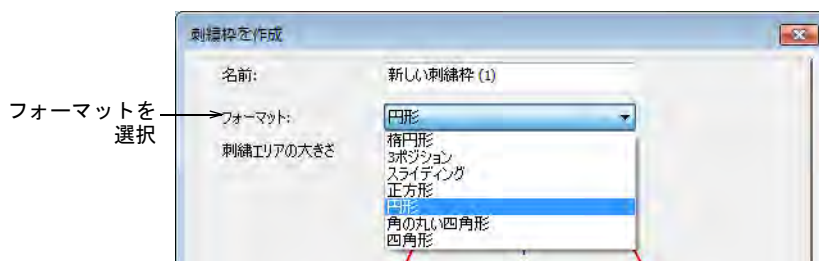 刺繍枠を作成
名前: 新しい刺繍枠 (1)
フォーマットを選択
フォーマット: 円形
刺繍エリアの大きさ
楕円形
3ポジション
スライディング
正方形
円形
角の丸い四角形
四角形